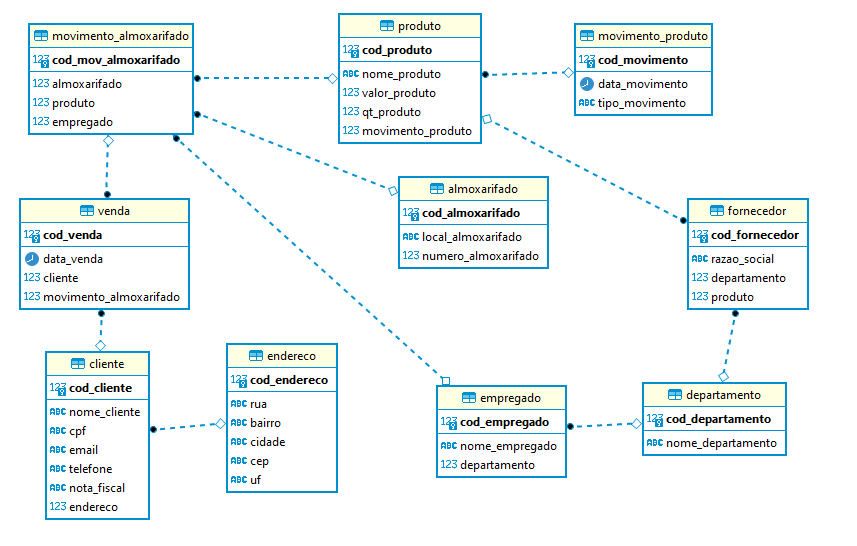 movimento_almoxarifado
123 cod_mov_almoxarifado
123 almoxarifado
123 produto
123 empregado
produto
123 cod_produto
ABC nome_produto
123 valor_produto
123 qt_produto
123 movimento_produto
movimento_produto
123 cod_movimento
data_movimento
ABC tipo_movimento
almoxarifado
123 cod_almoxarifado
ABC local_almoxarifado
123 numero_almoxarifado
venda
123 cod_venda
data_venda
123 cliente
123 movimento_almoxarifado
fornecedor
123 cod_fornecedor
ABC razao_social
123 departamento
123 produto
cliente
123 cod_cliente
ABC nome_cliente
ABC cpf
ABC email
ABC telefone
ABC nota_fiscal
123 endereco
endereco
123 cod_endereco
ABC rua
ABC bairro
ABC cidade
ABC cep
ABC uf
empregado
123 cod_empregado
ABC nome_empregado
123 departamento
departamento
123 cod_departamento
ABC nome_departamento